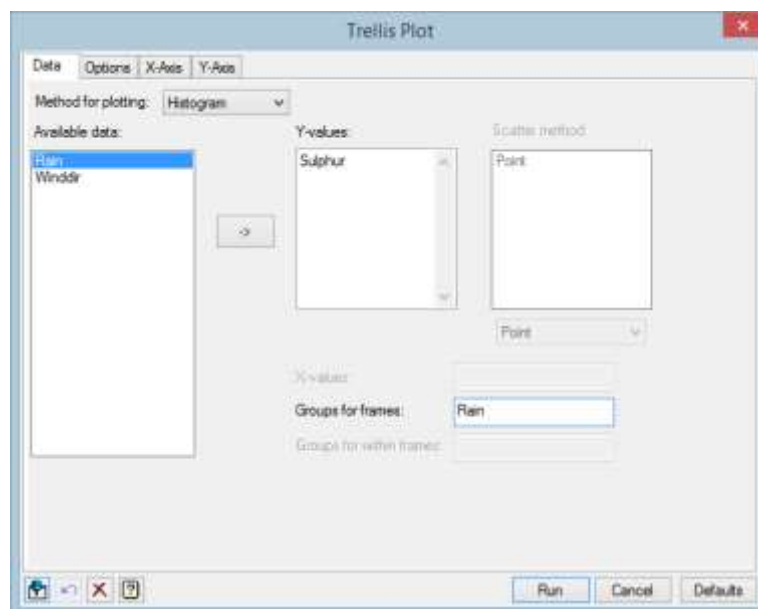 Trellis Plot
Data Options X-Axis Y-Axis
Method for plotting: Histogram
Available data:
Y-values:
Scatter method:
Rain
Winddir
Sulphur
Point
->
Point
X-values:
Groups for frames: Rain
Groups for within frames:
Run Cancel Defaults